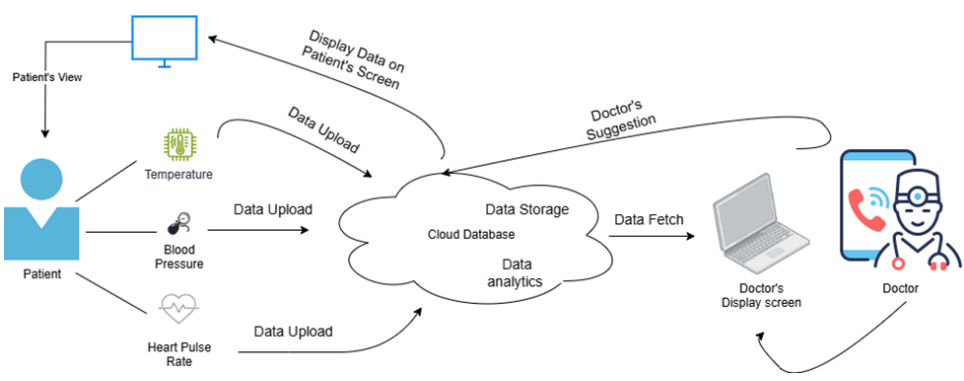 Display Data on
Patient's Screen
Patient's View
Data Upload
Doctor's
Suggestion
Temperature
Data Upload
Data Storage
Cloud Database
Data
analytics
Data Fetch
Blood
Pressure
Patient
Doctor's
Display screen
Doctor
Data Upload
Heart Pulse
Rate